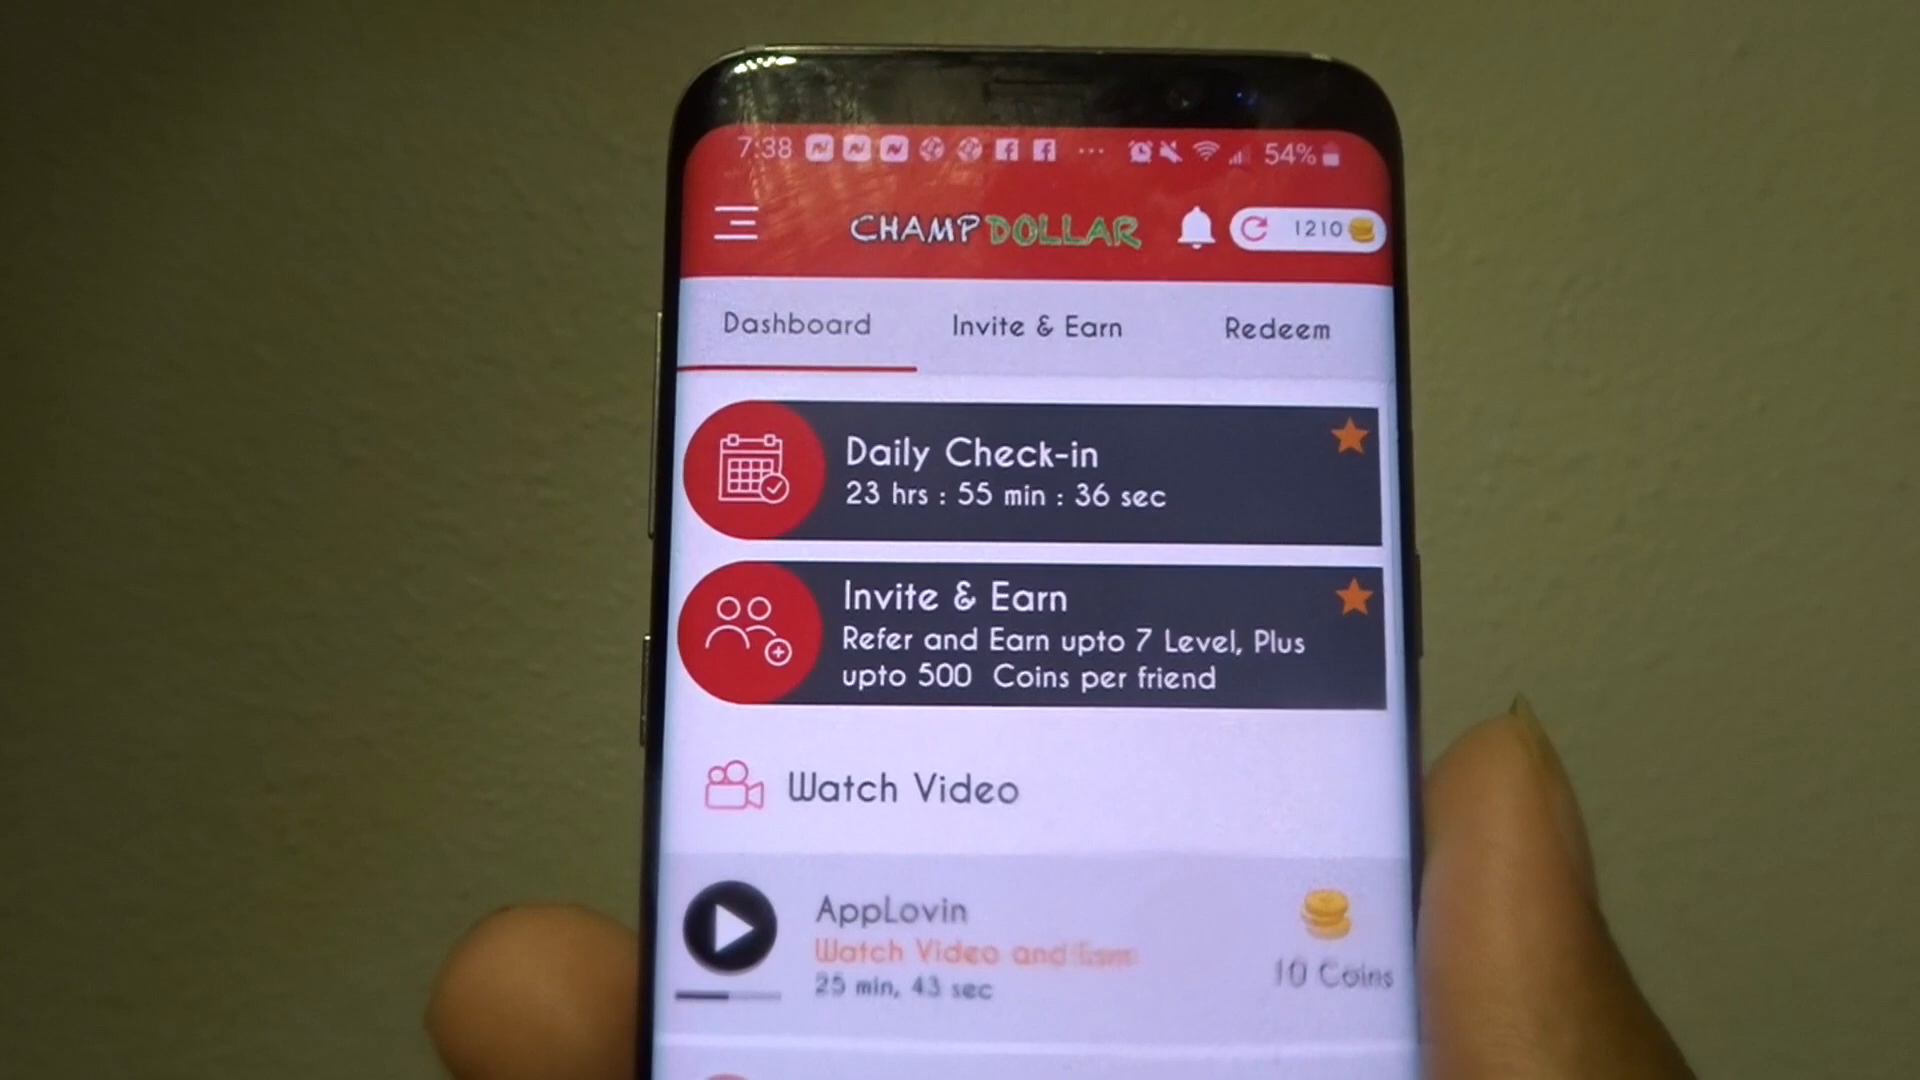 7:38 54%
CHAMP DOLLAR 1210
Dashboard Invite & Earn Redeem
Daily Check-in
23 hrs : 55 min : 36 sec
Invite & Earn
Refer and Earn upto 7 Level, Plus
upto 500 Coins per friend
Watch Video
AppLovin
Watch Video and Earn
25 min, 43 sec
10 Coins